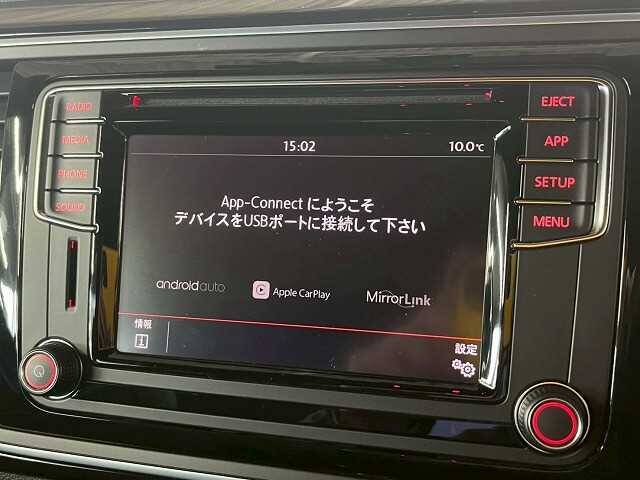 RADIO
MEDIA
PHONE
SOUND
15:02
10.0℃
App-Connect にようこそ
デバイスをUSBポートに接続して下さい
androidauto
Apple CarPlay
MirrorLink
情報
設定
EJECT
APP
SETUP
MENU